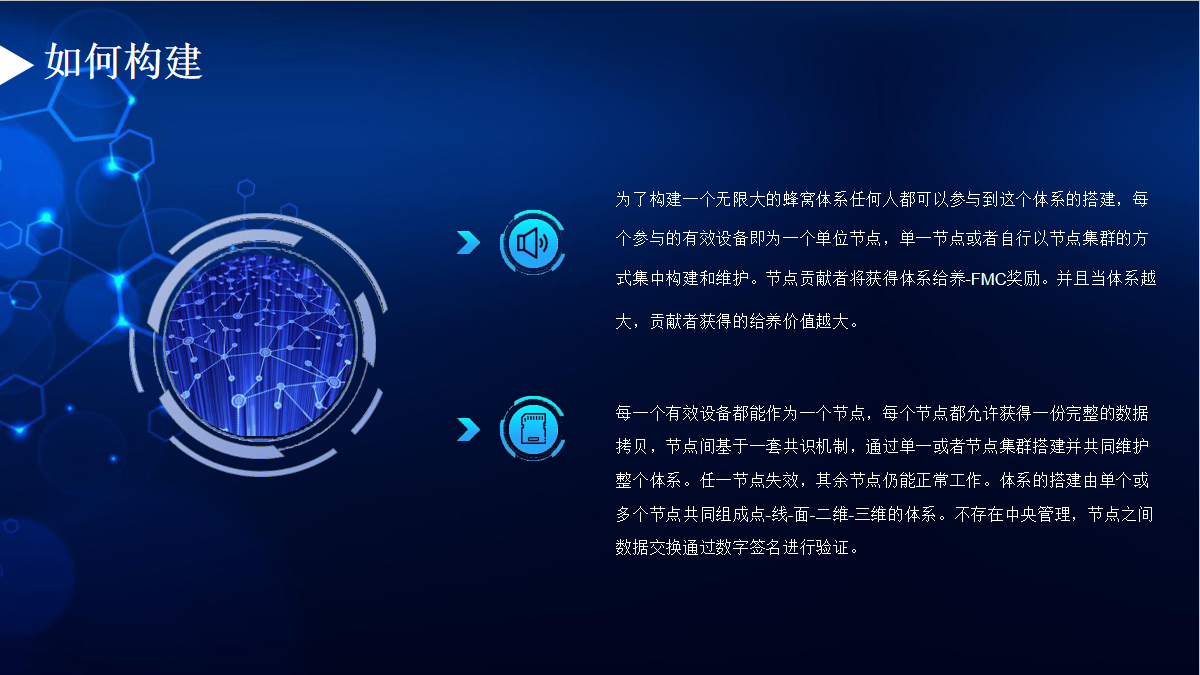 如何构建
为了构建一个无限大的蜂窝体系任何人都可以参与到这个体系的搭建，每
个参与的有效设备即为一个单位节点，单一节点或者自行以节点集群的方
式集中构建和维护。节点贡献者将获得体系给养-FMC奖励。并且当体系越
大，贡献者获得的给养价值越大。
每一个有效设备都能作为一个节点，每个节点都允许获得一份完整的数据
拷贝，节点间基于一套共识机制，通过单一或者节点集群搭建并共同维护
整个体系。任一节点失效，其余节点仍能正常工作。体系的搭建由单个或
多个节点共同组成点-线-面-二维-三维的体系。不存在中央管理，节点之间
数据交换通过数字签名进行验证。